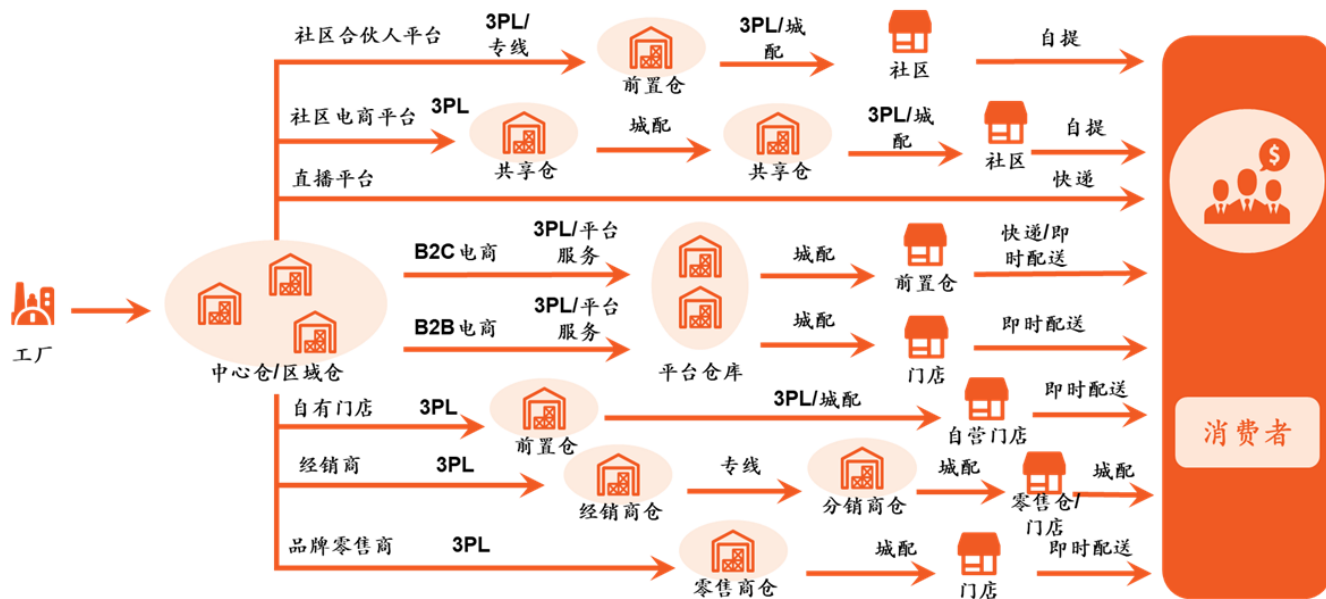 社区合伙人平台
3PL/
专线
前置仓
3PL/城
配
社区
自提
社区电商平台
3PL
共享仓
城配
共享仓
3PL/城
配
社区
自提
直播平台
快递
$
B2C电商
3PL/平台
服务
城配
前置仓
快递/即
时配送
B2B电商
3PL/平台
服务
平台仓库
城配
门店
即时配送
工厂
中心仓/区域仓
自有门店
3PL
前置仓
3PL/城配
自营门店
即时配送
消费者
经销商
3PL
经销商仓
专线
分销商仓
城配
零售仓/
门店
城配
品牌零售商
3PL
零售商仓
城配
门店
即时配送